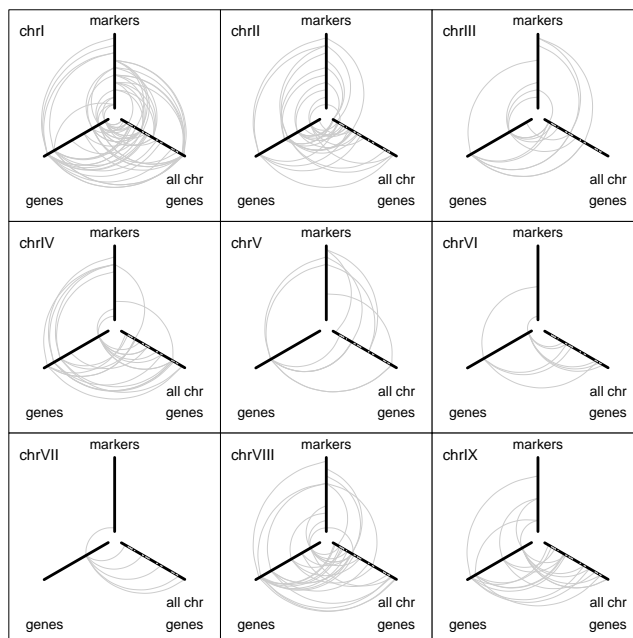 chrI
markers
all chr
genes
genes
chrII
markers
all chr
genes
genes
chrIII
markers
all chr
genes
genes
chrIV
markers
all chr
genes
genes
chrV
markers
all chr
genes
genes
chrVI
markers
all chr
genes
genes
chrVII
markers
all chr
genes
genes
chrVIII
markers
all chr
genes
genes
chrIX
markers
all chr
genes
genes